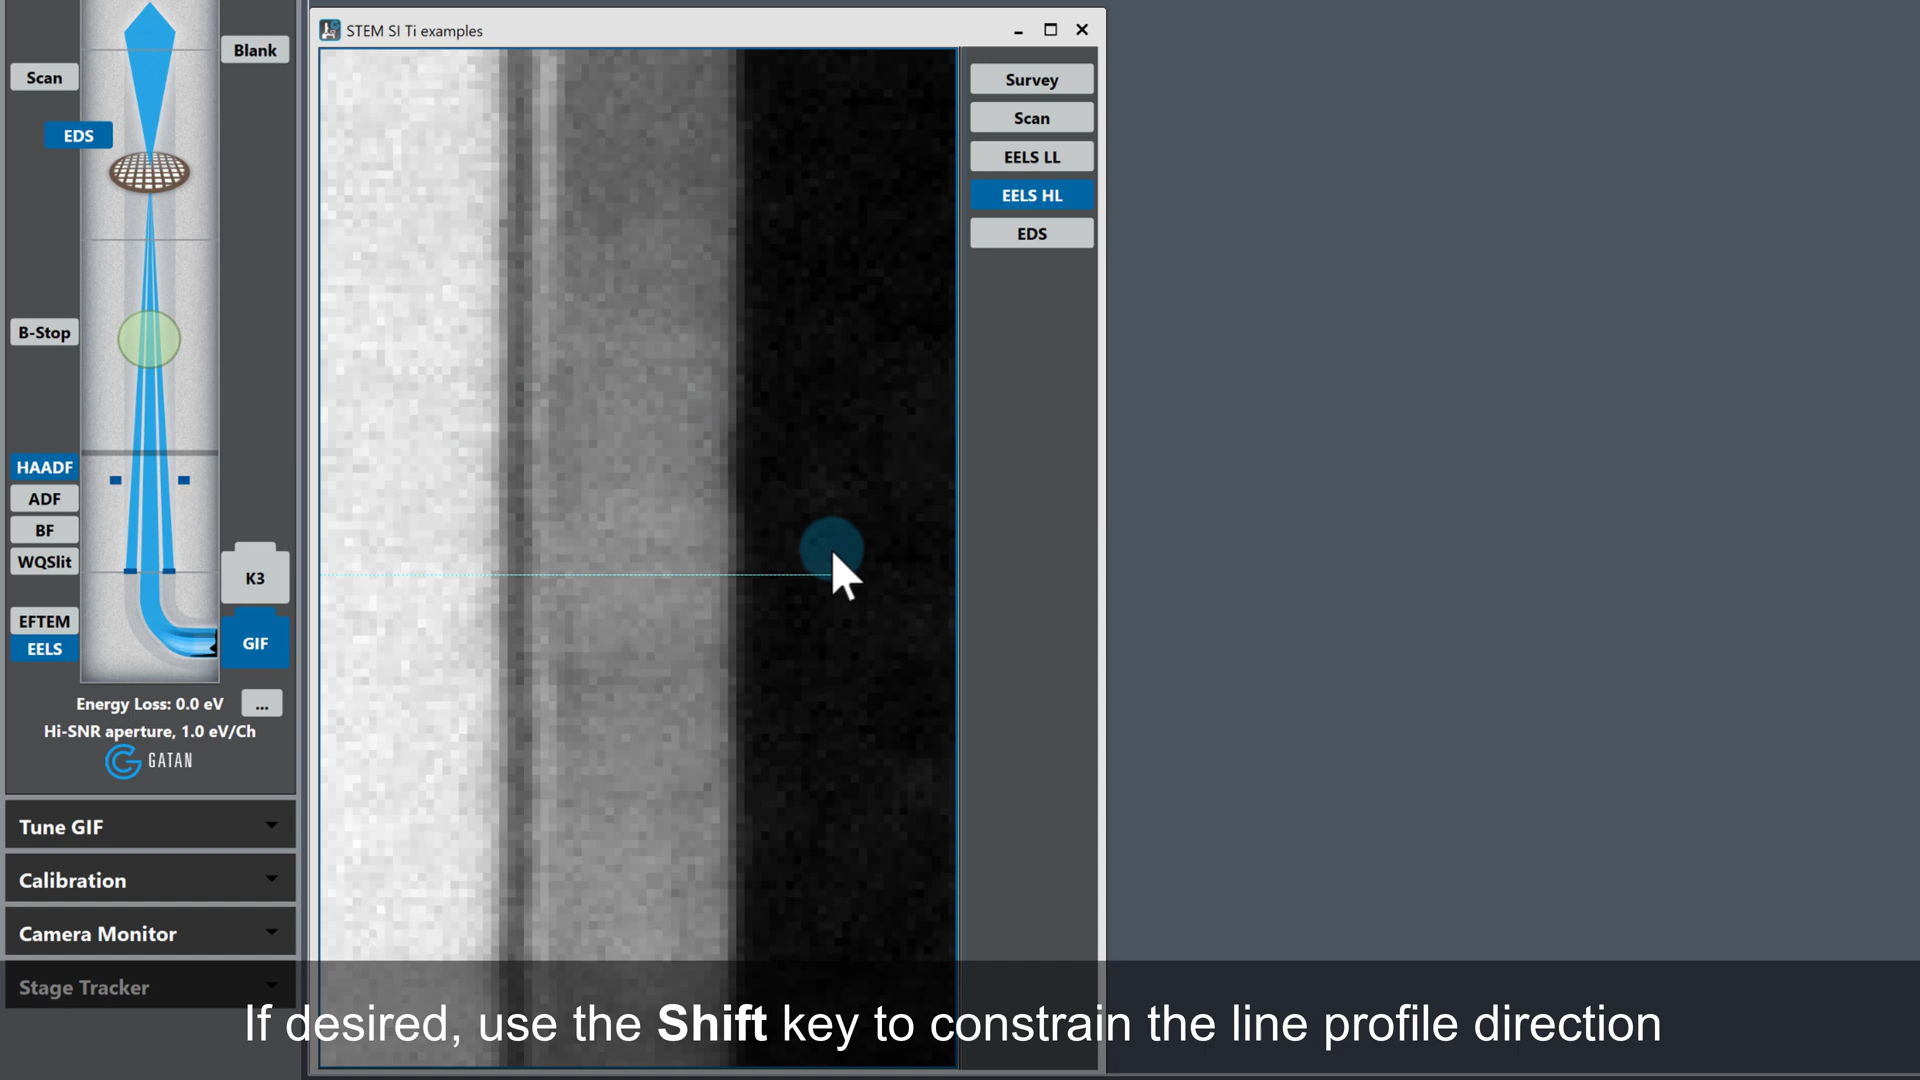 Blank
Scan
EDS
B-Stop
HAADF
ADF
BF
WQSlit
K3
EFTEM
EELS
GIF
Energy Loss: 0.0 eV
...
Hi-SNR aperture, 1.0 eV/Ch
GATAN
Tune GIF
Calibration
Camera Monitor
Stage Tracker
STEM SI Ti examples
Survey
Scan
EELS LL
EELS HL
EDS
If desired, use the Shift key to constrain the line profile direction